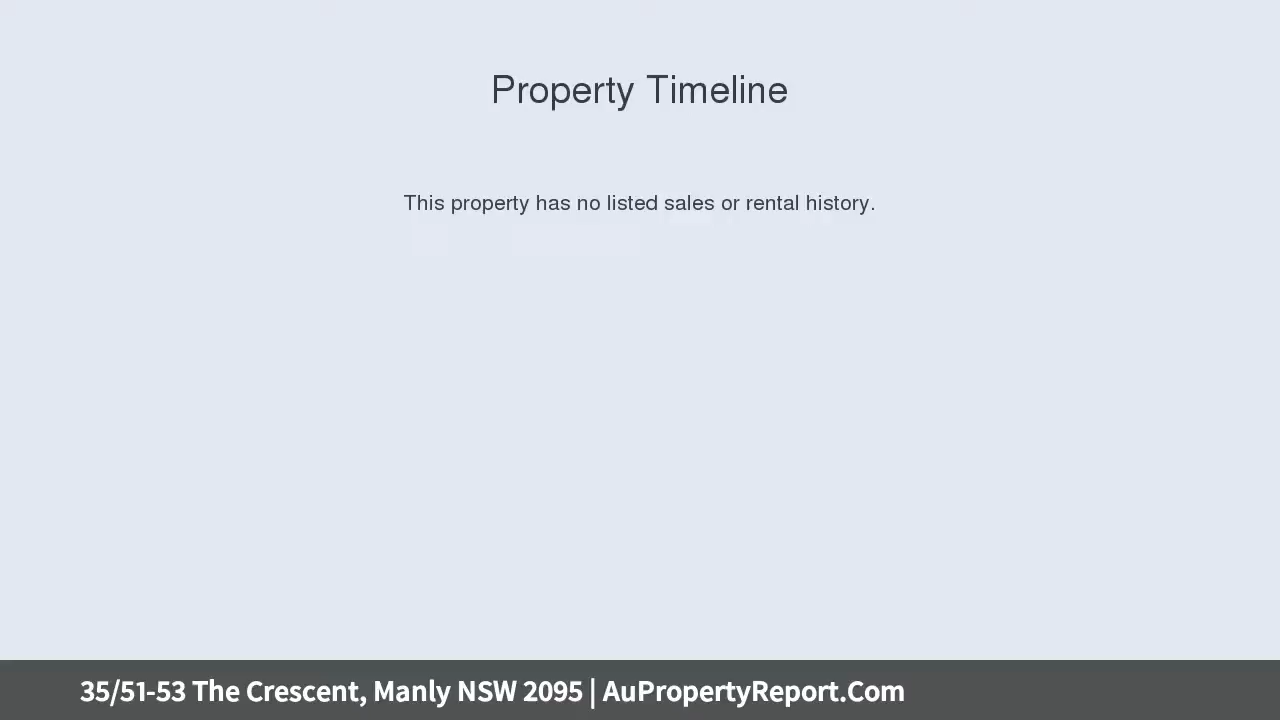 Property Timeline
This property has no listed sales or rental history.
35/51-53 The Crescent, Manly NSW 2095 | AuPropertyReport.Com